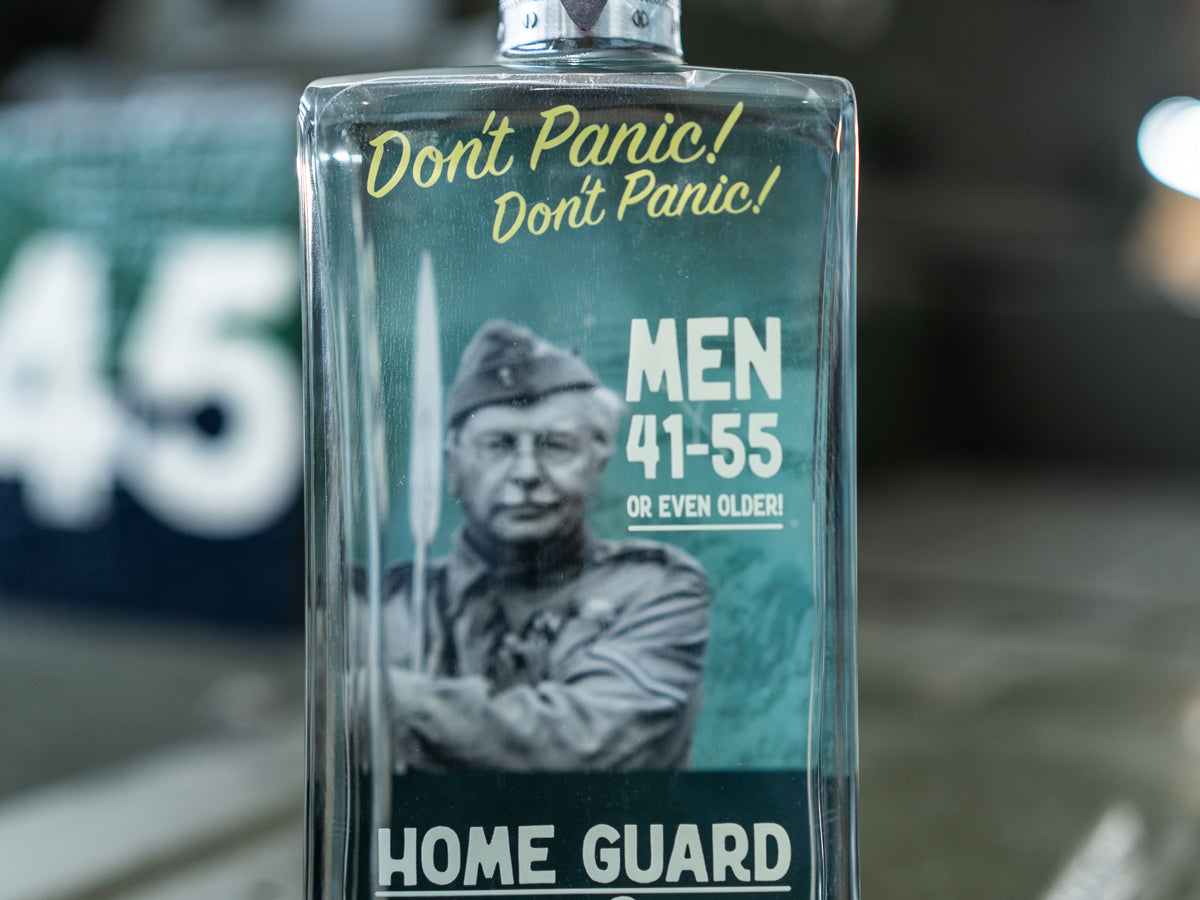 Don't Panic!
Don't Panic!
MEN
41-55
OR EVEN OLDER!
45
HOME GUARD